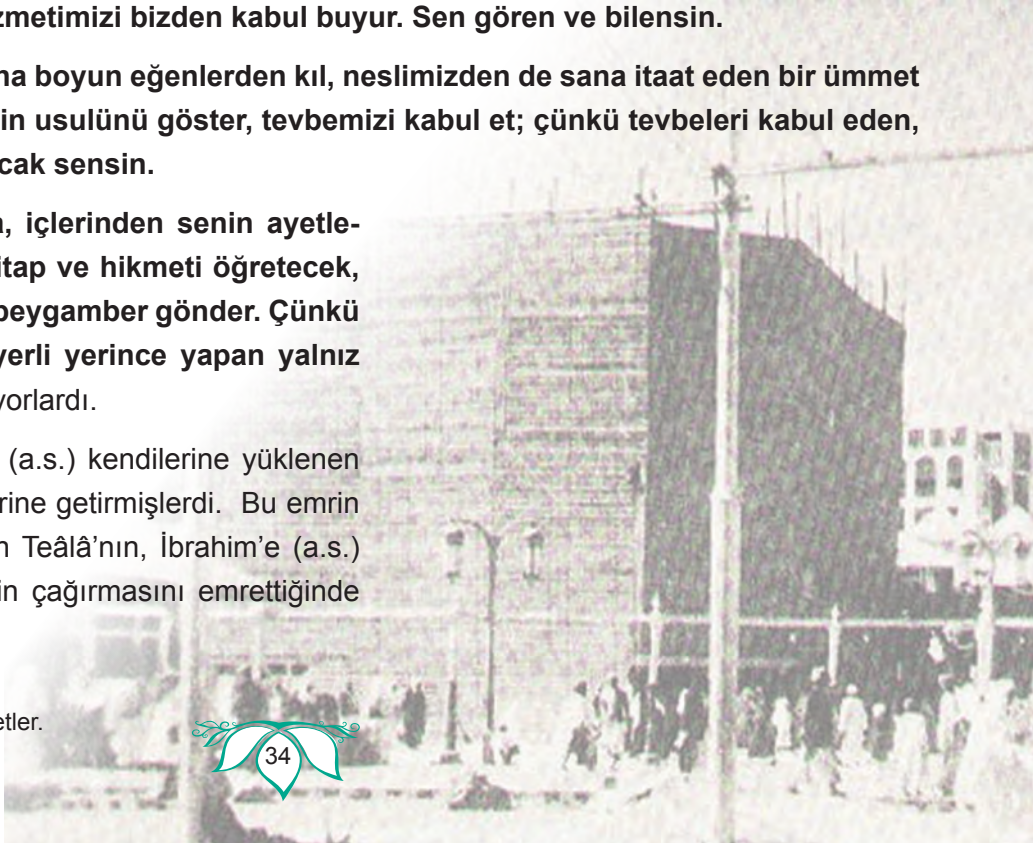 zmetimizi bizden kabul buyur. Sen gören ve bilensin.
na boyun eğenlerden kıl, neslimizden de sana itaat eden bir ümmet
in usulünü göster, tevbemizi kabul et; çünkü tevbeleri kabul eden,
cak sensin.
a, içlerinden senin ayetle-
itap ve hikmeti öğretecek,
peygamber gönder. Çünkü
yerli yerince yapan yalnız
yorlardı.
(a.s.) kendilerine yüklenen
rine getirmişlerdi. Bu emrin
n Teâlâ’nın, İbrahim’e (a.s.)
in çağırmasını emrettiğinde
etler.
34